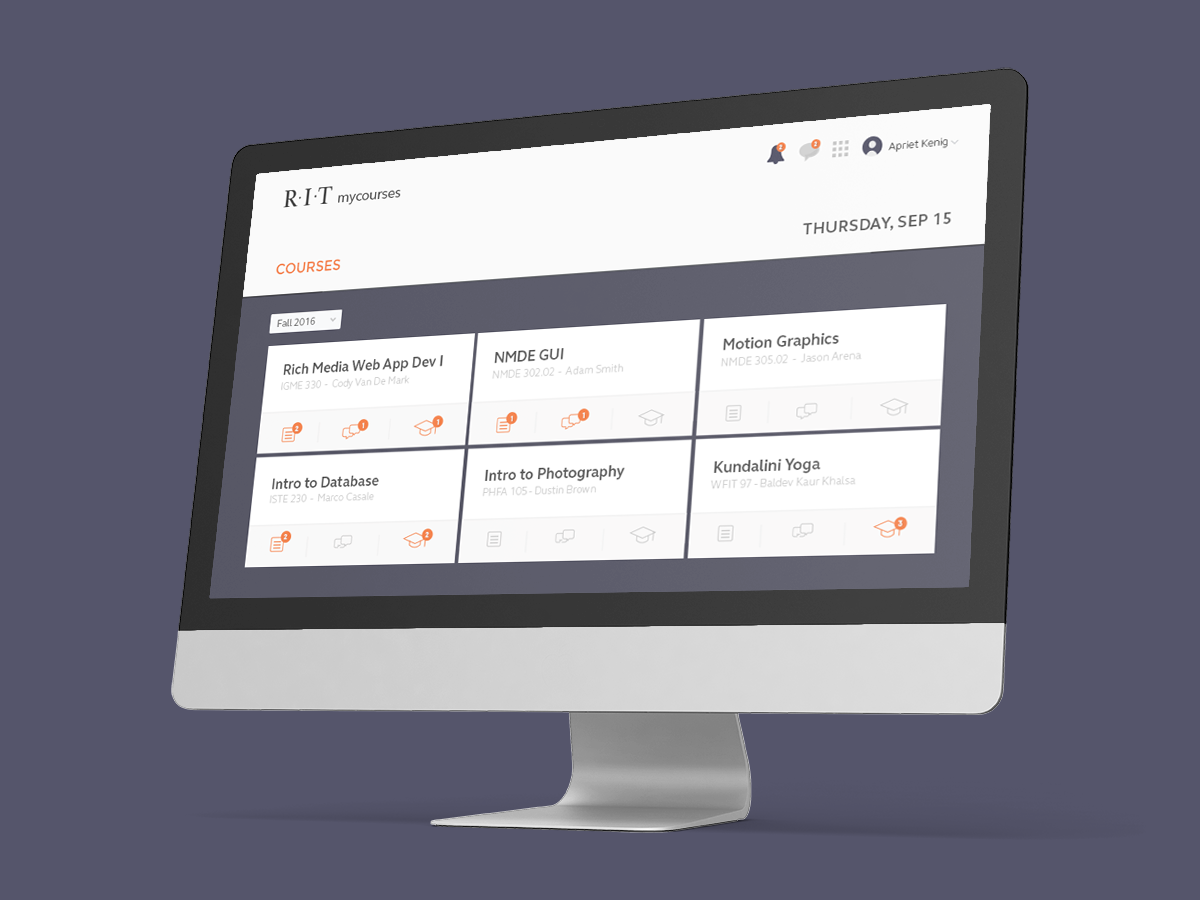 2
2
Apriet Kenig
R·I·T mycourses
THURSDAY, SEP 15
COURSES
Fall 2016
Rich Media Web App Dev I
IGME 330 - Cody Van De Mark
2
1
1
NMDE GUI
NMDE 302.02 - Adam Smith
1
1
Motion Graphics
NMDE 305.02 - Jason Arena
Intro to Database
ISTE 230 - Marco Casale
2
2
Intro to Photography
PHFA 105 - Dustin Brown
Kundalini Yoga
WFIT 97 - Baldev Kaur Khalsa
3